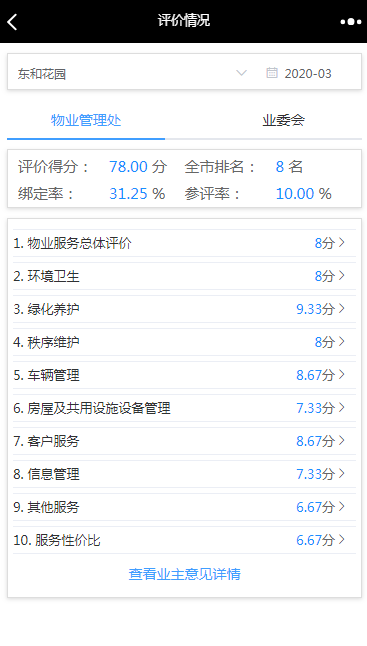 评价情况
东和花园 2020-03
物业管理处 业委会
评价得分： 78.00 分 全市排名： 8 名
绑定率： 31.25 % 参评率： 10.00 %
1. 物业服务总体评价 8分
2. 环境卫生 8分
3. 绿化养护 9.33分
4. 秩序维护 8分
5. 车辆管理 8.67分
6. 房屋及共用设施设备管理 7.33分
7. 客户服务 8.67分
8. 信息管理 7.33分
9. 其他服务 6.67分
10. 服务性价比 6.67分
查看业主意见详情